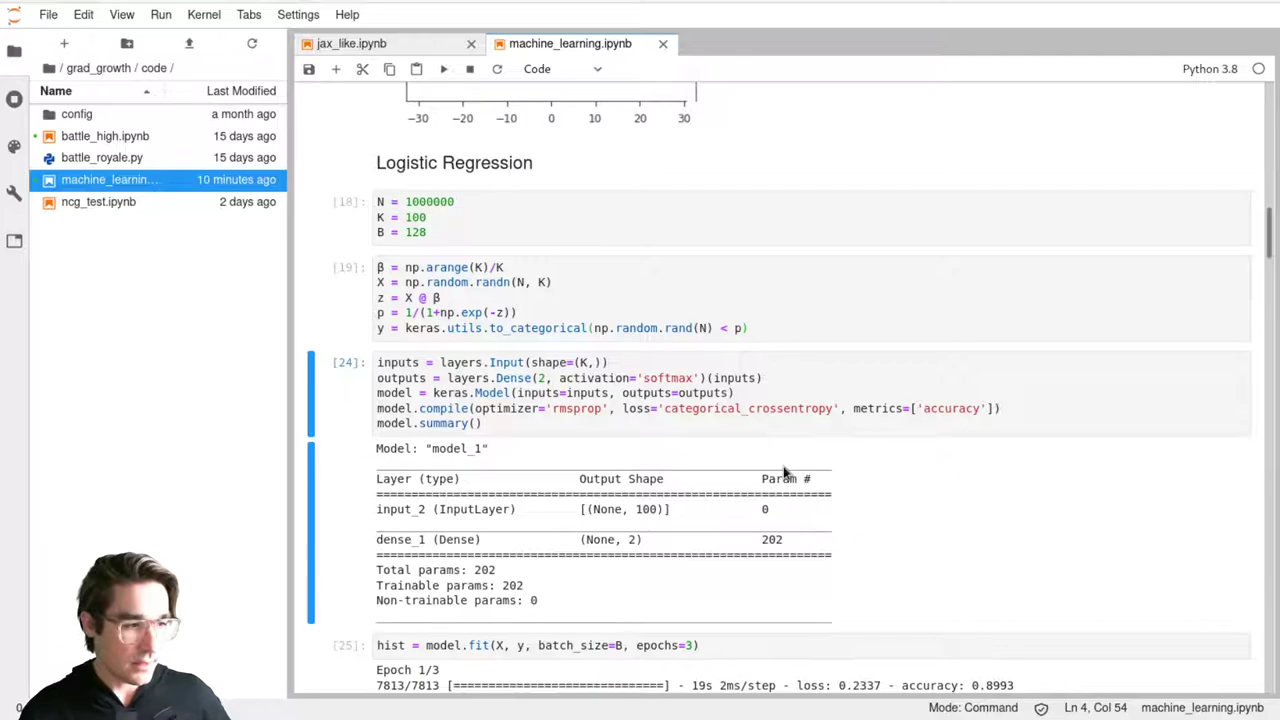 File Edit View Run Kernel Tabs Settings Help
jax_like.ipynb
machine_learning.ipynb
/ grad_growth / code /
Code
Python 3.8
Name Last Modified
config a month ago
battle_high.ipynb 15 days ago
battle_royale.py 15 days ago
machine_learnin... 10 minutes ago
ncg_test.ipynb 2 days ago
−30 −20 −10 0 10 20 30
Logistic Regression
[18]: N = 1000000
K = 100
B = 128
[19]: β = np.arange(K)/K
X = np.random.randn(N, K)
z = X @ β
p = 1/(1+np.exp(-z))
y = keras.utils.to_categorical(np.random.rand(N) < p)
[24]: inputs = layers.Input(shape=(K,))
outputs = layers.Dense(2, activation='softmax')(inputs)
model = keras.Model(inputs=inputs, outputs=outputs)
model.compile(optimizer='rmsprop', loss='categorical_crossentropy', metrics=['accuracy'])
model.summary()
Model: "model_1"
Layer (type) Output Shape Param #
=================================================================
input_2 (InputLayer) [(None, 100)] 0
dense_1 (Dense) (None, 2) 202
=================================================================
Total params: 202
Trainable params: 202
Non-trainable params: 0
[25]: hist = model.fit(X, y, batch_size=B, epochs=3)
Epoch 1/3
7813/7813 [==============================] - 19s 2ms/step - loss: 0.2337 - accuracy: 0.8993
0
Mode: Command Ln 4, Col 54 machine_learning.ipynb